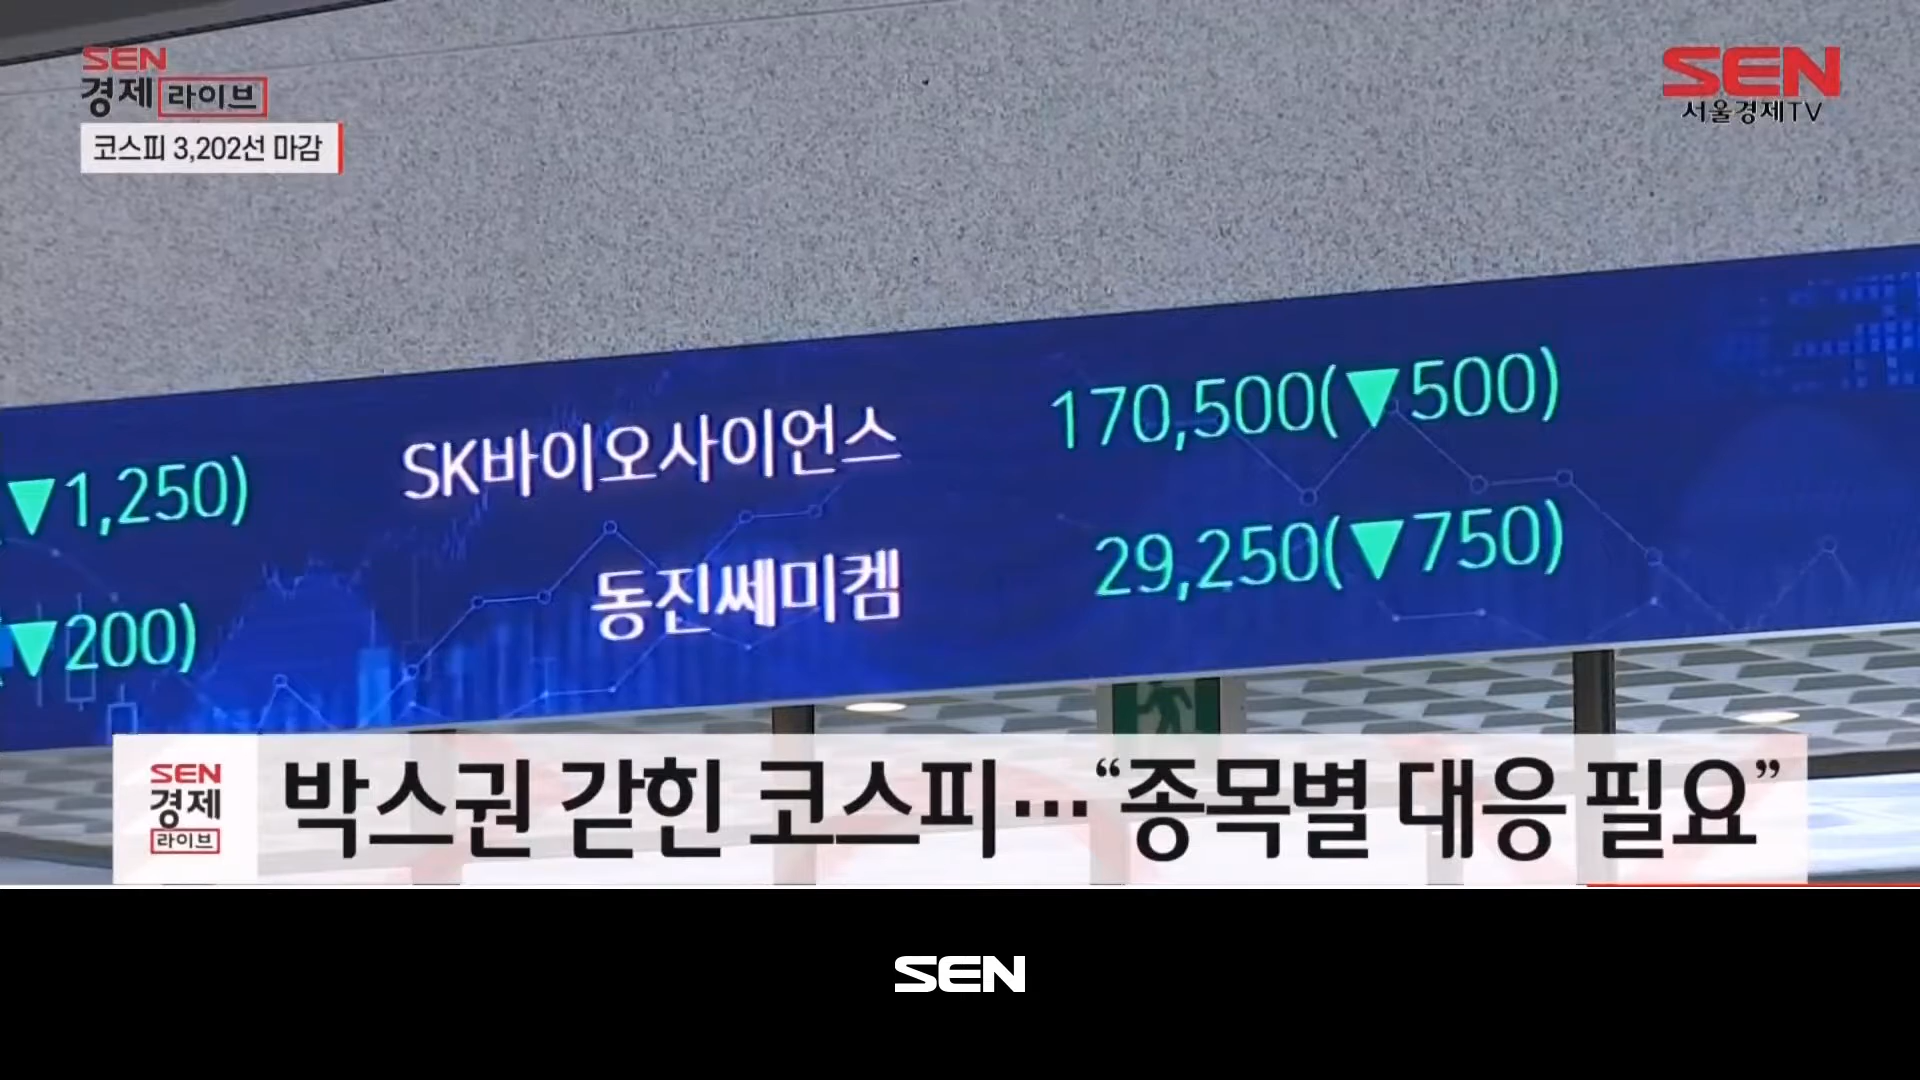 SEN
경제 라이브
코스피 3,202선 마감
SEN
서울경제TV
SK바이오사이언스 170,500(▼500)
(▼1,250)
동진쎄미켐 29,250(▼750)
(▼200)
SEN
경제
라이브
박스권 갇힌 코스피…“종목별 대응 필요”
SEN